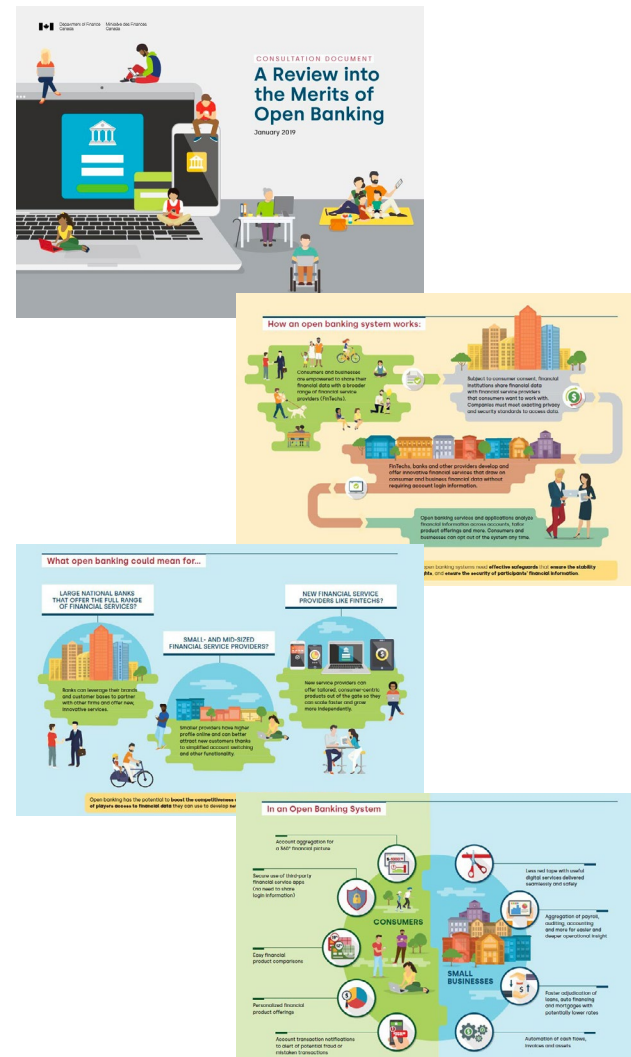 Department of Finance
Canada
Ministère des Finances
Canada
CONSULTATION DOCUMENT
A Review into
the Merits of
Open Banking
January 2019
How an open banking system works:
Consumers and businesses
are empowered to share their
financial data with a broader
range of financial service
providers (FinTechs).
Subject to consumer consent, financial
institutions share financial data
with financial service providers
that consumers want to work with.
Companies must meet exacting privacy
and security standards to access data.
FinTechs, banks and other providers develop and
offer innovative financial services that draw on
consumer and business financial data without
requiring account login information.
Open banking services and applications analyze
financial information across accounts, tailor
product offerings and more. Consumers and
businesses can opt out of the system any time.
open banking systems need effective safeguards that ensure the stability
and ensure the security of participants' financial information.
What open banking could mean for...
LARGE NATIONAL BANKS
THAT OFFER THE FULL RANGE
OF FINANCIAL SERVICES?
Banks can leverage their brands
and customer bases to partner
with other firms and offer new,
innovative services.
SMALL- AND MID-SIZED
FINANCIAL SERVICE PROVIDERS?
Smaller providers have higher
profile online and can better
attract new customers thanks
to simplified account switching
and other functionality.
NEW FINANCIAL SERVICE
PROVIDERS LIKE FINTECHS?
New service providers can
offer tailored, consumer-centric
products out of the gate so they
can scale faster and grow
more independently.
Open banking has the potential to boost the competitiveness
of players access to financial data they can use to develop
In an Open Banking System
Account aggregation for
a 360° financial picture
Secure use of third-party
financial service apps
(no need to share
login information)
Easy financial
product comparisons
Personalized financial
product offerings
Account transaction notifications
to alert of potential fraud or
mistaken transactions
CONSUMERS
SMALL
BUSINESSES
Less red tape with useful
digital services delivered
seamlessly and safely
Aggregation of payroll,
auditing, accounting
and more for easier and
deeper operational insight
Faster adjudication of
loans, auto financing
and mortgages with
potentially lower rates
Automation of cash flows,
invoices and assets